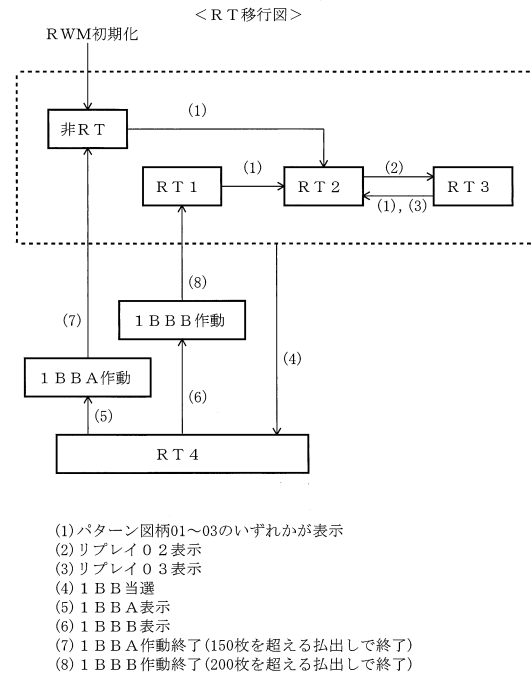 ＜ＲＴ移行図＞
ＲＷＭ初期化
(1)
非ＲＴ
(1)
(2)
ＲＴ１
ＲＴ２
ＲＴ３
(1),(3)
(8)
(7)
１ＢＢＢ作動
(4)
１ＢＢＡ作動
(6)
(5)
ＲＴ４
(1)パターン図柄01～03のいずれかが表示
(2)リプレイ０２表示
(3)リプレイ０３表示
(4)１ＢＢ当選
(5)１ＢＢＡ表示
(6)１ＢＢＢ表示
(7)１ＢＢＡ作動終了(150枚を超える払出しで終了)
(8)１ＢＢＢ作動終了(200枚を超える払出しで終了)